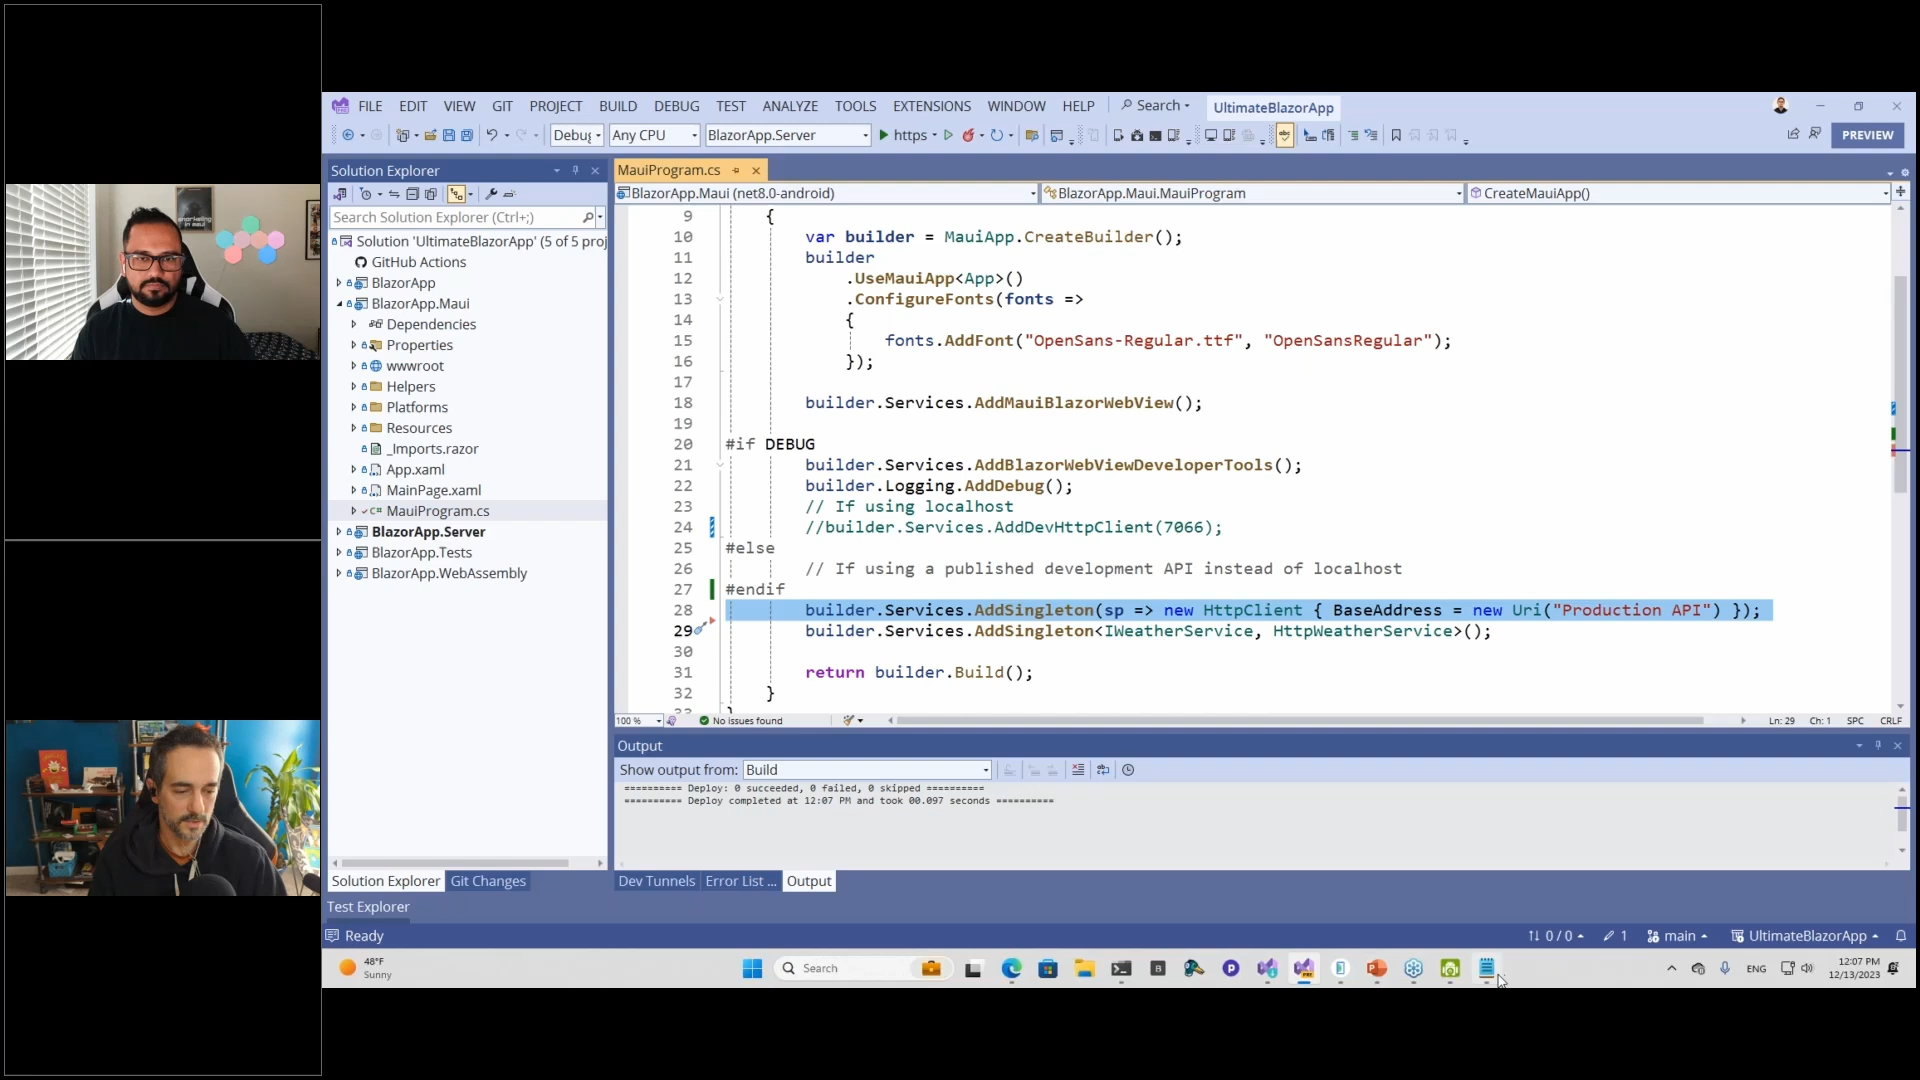 FILE EDIT VIEW GIT PROJECT BUILD DEBUG TEST ANALYZE TOOLS EXTENSIONS WINDOW HELP Search UltimateBlazorApp
Debug Any CPU BlazorApp.Server https PREVIEW
Solution Explorer
Search Solution Explorer (Ctrl+;)
Solution 'UltimateBlazorApp' (5 of 5 proj
GitHub Actions
BlazorApp
BlazorApp.Maui
Dependencies
Properties
wwwroot
Helpers
Platforms
Resources
_Imports.razor
App.xaml
MainPage.xaml
C# MauiProgram.cs
BlazorApp.Server
BlazorApp.Tests
BlazorApp.WebAssembly
Solution Explorer Git Changes
Test Explorer
MauiProgram.cs
BlazorApp.Maui (net8.0-android) BlazorApp.Maui.MauiProgram CreateMauiApp()
9 {
10 var builder = MauiApp.CreateBuilder();
11 builder
12 .UseMauiApp<App>()
13 .ConfigureFonts(fonts =>
14 {
15 fonts.AddFont("OpenSans-Regular.ttf", "OpenSansRegular");
16 });
17
18 builder.Services.AddMauiBlazorWebView();
19
20 #if DEBUG
21 builder.Services.AddBlazorWebViewDeveloperTools();
22 builder.Logging.AddDebug();
23 // If using localhost
24 //builder.Services.AddDevHttpClient(7066);
25 #else
26 // If using a published development API instead of localhost
27 #endif
28 builder.Services.AddSingleton(sp => new HttpClient { BaseAddress = new Uri("Production API") });
29 builder.Services.AddSingleton<IWeatherService, HttpWeatherService>();
30
31 return builder.Build();
32 }
33 }
100 % No issues found Ln: 29 Ch: 1 SPC CRLF
Output
Show output from: Build
========== Deploy: 0 succeeded, 0 failed, 0 skipped ==========
========== Deploy completed at 12:07 PM and took 00.097 seconds ==========
Dev Tunnels Error List ... Output
Ready 0 / 0 1 main UltimateBlazorApp
48°F
Sunny
Search
ENG
12:07 PM
12/13/2023